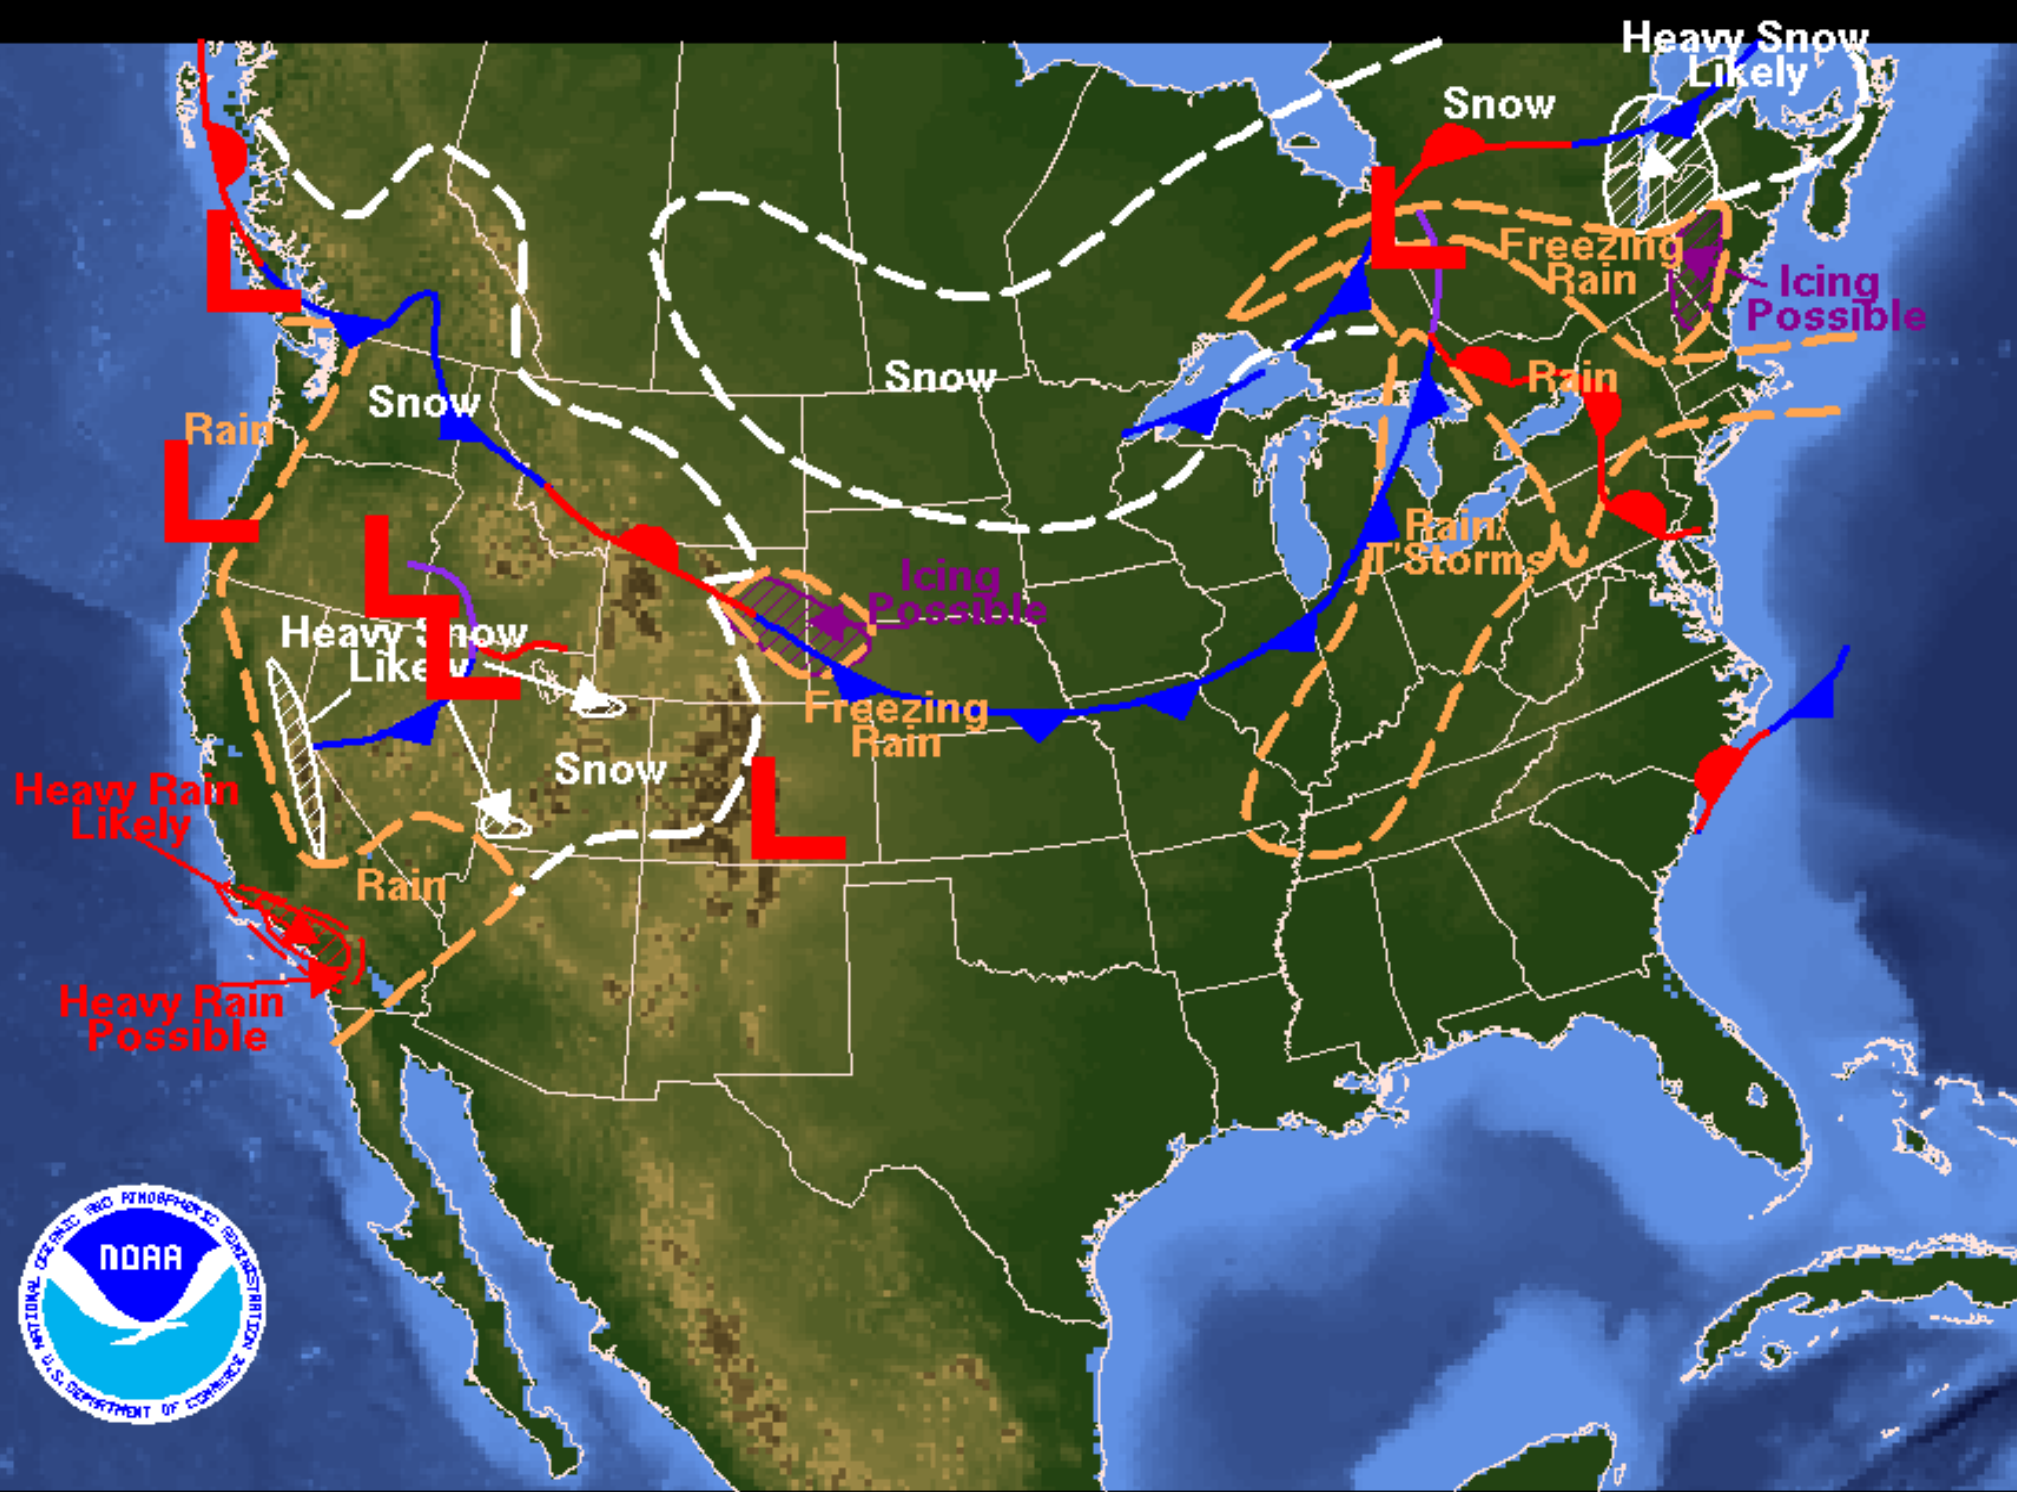 Heavy Snow
Likely
Snow
Freezing
Rain
Icing
Possible
Snow
Rain
Snow
Rain
Rain/
T'Storms
Icing
Possible
Heavy Snow
Likely
Freezing
Rain
Snow
Heavy Rain
Likely
Rain
Heavy Rain
Possible
L
L
L
L
L
L
NOAA
NATIONAL OCEANIC AND ATMOSPHERIC ADMINISTRATION
U.S. DEPARTMENT OF COMMERCE